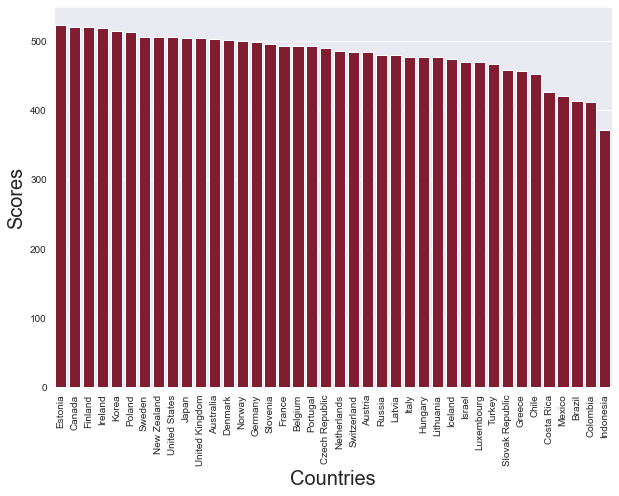 Scores
500
400
300
200
100
0
Estonia
Canada
Finland
Ireland
Korea
Poland
Sweden
New Zealand
United States
Japan
United Kingdom
Australia
Denmark
Norway
Germany
Slovenia
France
Belgium
Portugal
Czech Republic
Netherlands
Switzerland
Austria
Russia
Latvia
Italy
Hungary
Lithuania
Iceland
Israel
Luxembourg
Turkey
Slovak Republic
Greece
Chile
Costa Rica
Mexico
Brazil
Colombia
Indonesia
Countries